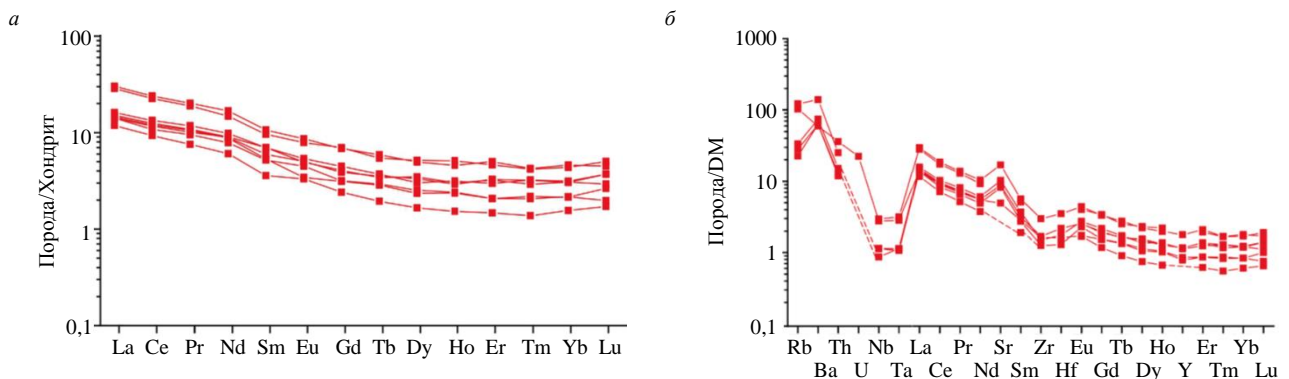 а
100
10
1
0,1
Порода/Хондрит
La Ce Pr Nd Sm Eu Gd Tb Dy Ho Er Tm Yb Lu
б
1000
100
10
1
0,1
Порода/DM
Rb Th Nb La Pr Sr Zr Eu Tb Ho Er Yb
Ba U Ta Ce Nd Sm Hf Gd Dy Y Tm Lu